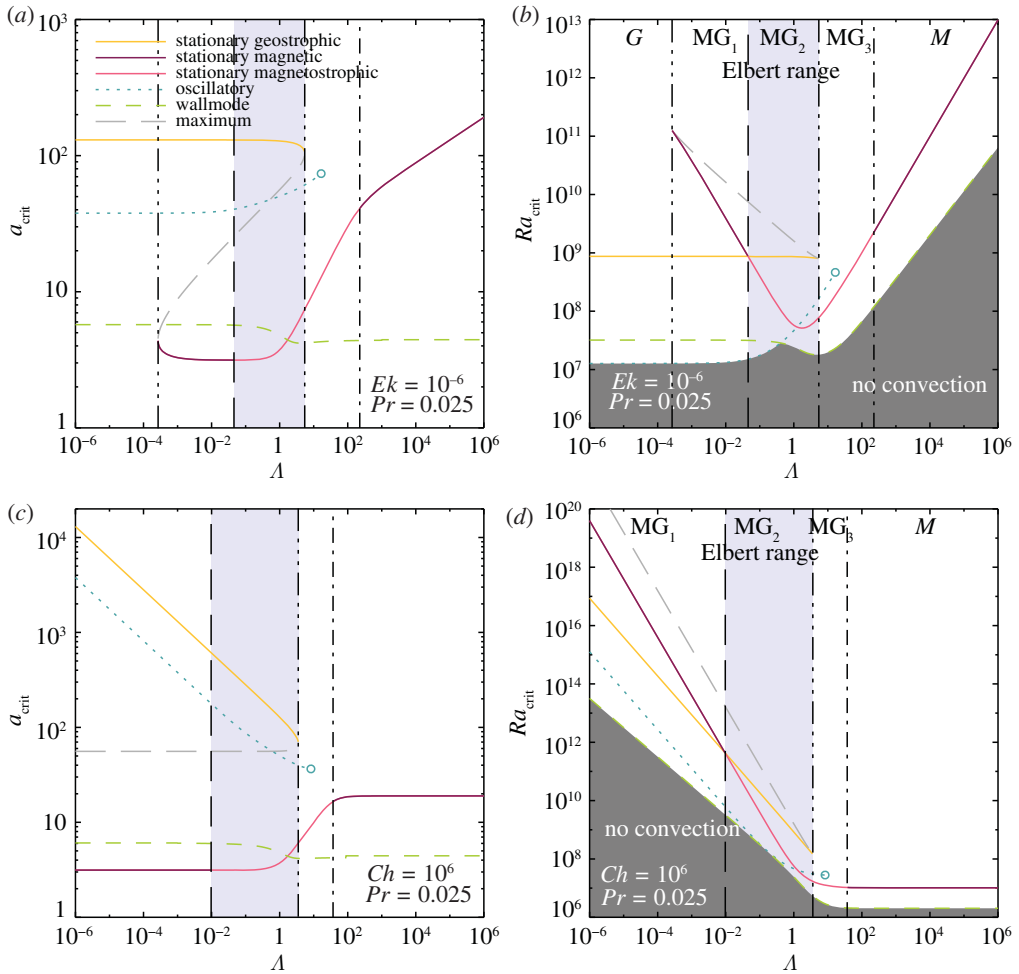 (a)
10³
10²
10
1
a_crit
stationary geostrophic
stationary magnetic
stationary magnetostrophic
oscillatory
wallmode
maximum
Ek = 10⁻⁶
Pr = 0.025
10⁻⁶ 10⁻⁴ 10⁻² 1 10² 10⁴ 10⁶
Λ
(b)
10¹³
10¹²
10¹¹
10¹⁰
10⁹
10⁸
10⁷
10⁶
Ra_crit
G MG₁ MG₂ MG₃ M
Elbert range
Ek = 10⁻⁶
Pr = 0.025
no convection
10⁻⁶ 10⁻⁴ 10⁻² 1 10² 10⁴ 10⁶
Λ
(c)
10⁴
10³
10²
10
1
a_crit
Ch = 10⁶
Pr = 0.025
10⁻⁶ 10⁻⁴ 10⁻² 1 10² 10⁴ 10⁶
Λ
(d)
10²⁰
10¹⁸
10¹⁶
10¹⁴
10¹²
10¹⁰
10⁸
10⁶
Ra_crit
MG₁ MG₂ MG₃ M
Elbert range
no convection
Ch = 10⁶
Pr = 0.025
10⁻⁶ 10⁻⁴ 10⁻² 1 10² 10⁴ 10⁶
Λ